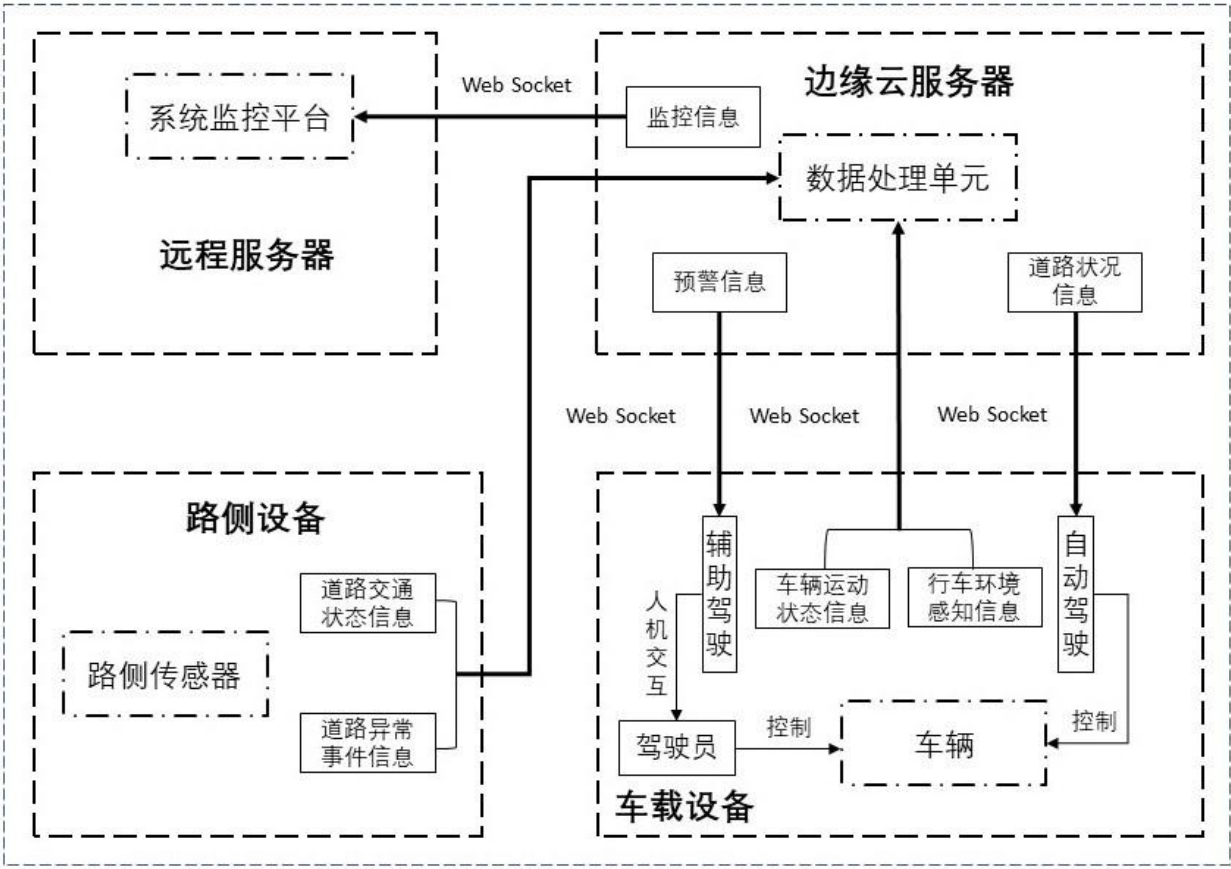 系统监控平台
远程服务器
Web Socket
边缘云服务器
监控信息
数据处理单元
预警信息
道路状况
信息
Web Socket
Web Socket
Web Socket
路侧设备
道路交通
状态信息
路侧传感器
道路异常
事件信息
辅助驾驶
车辆运动
状态信息
行车环境
感知信息
自动驾驶
人机交互
驾驶员
控制
车辆
控制
车载设备